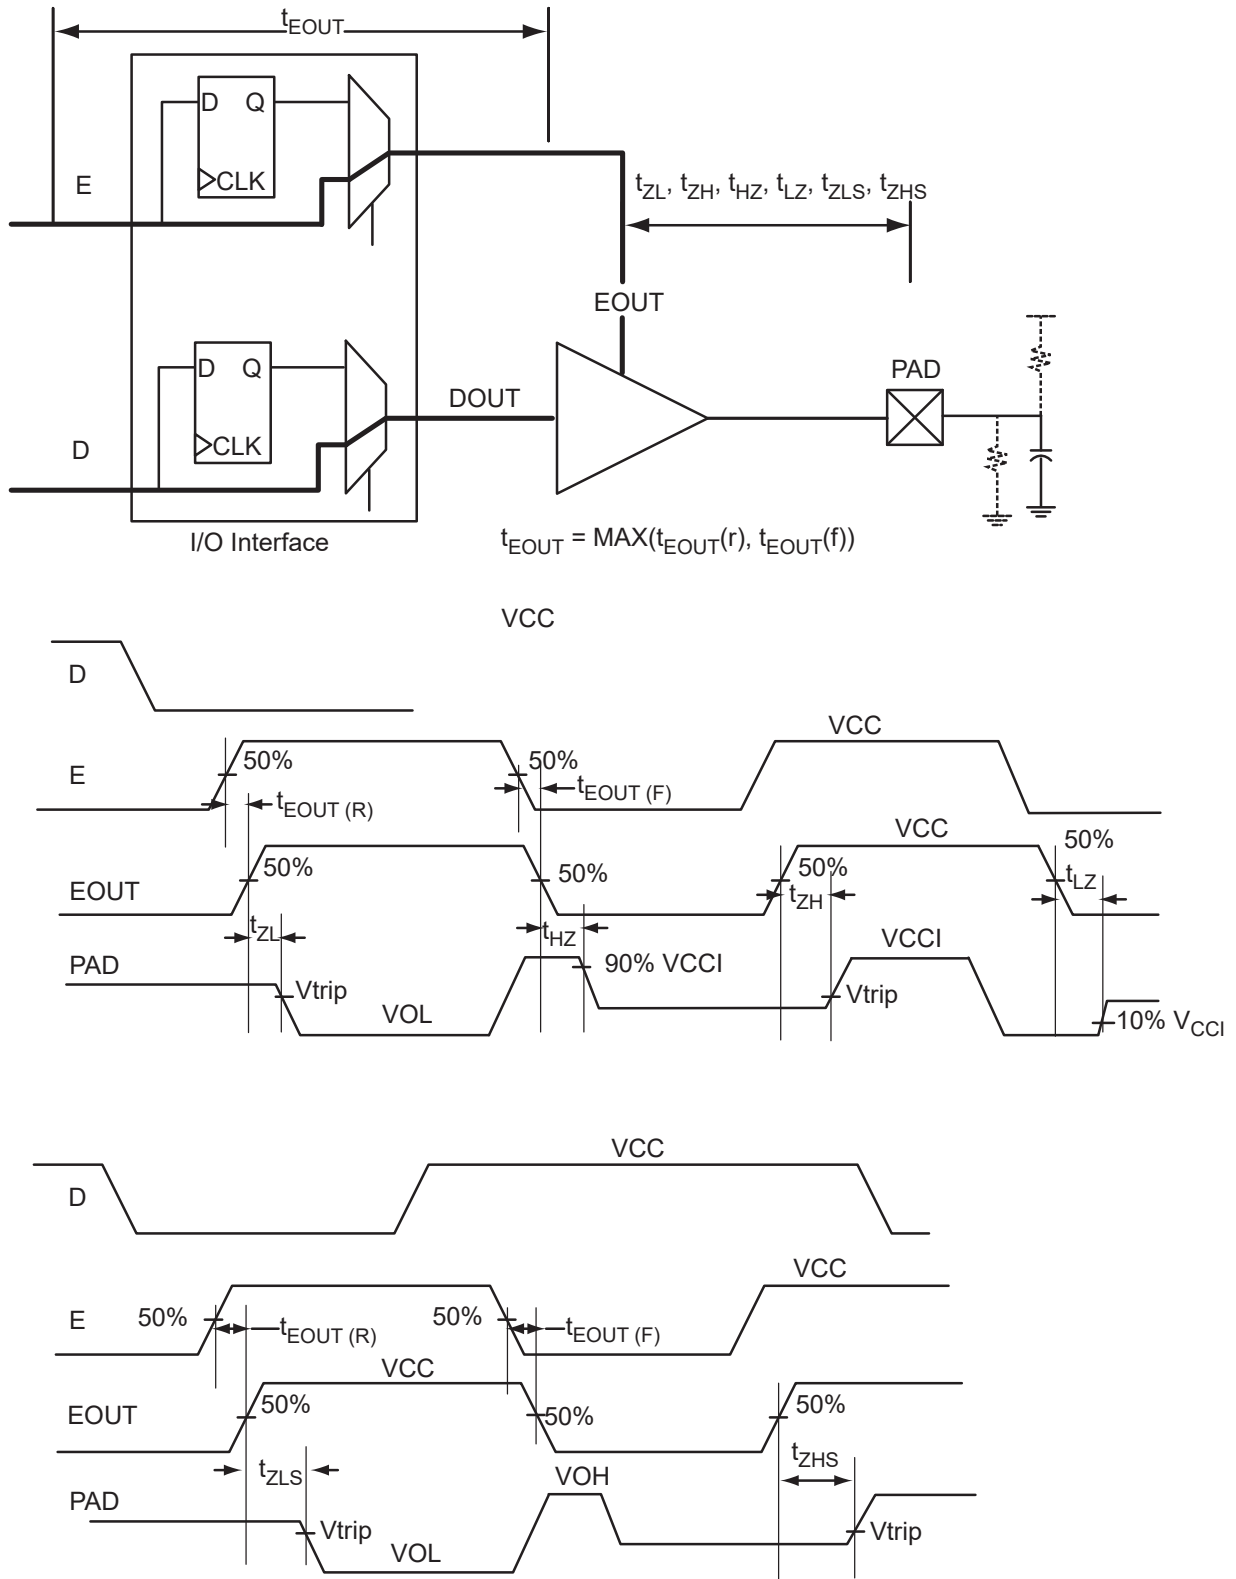 tEOUT
D Q
CLK
E
tZL, tZH, tHZ, tLZ, tZLS, tZHS
EOUT
D Q
CLK
D
DOUT
PAD
I/O Interface
tEOUT = MAX(tEOUT(r), tEOUT(f))
VCC
D
VCC
E
50%
50%
tEOUT (R)
tEOUT (F)
VCC
50%
EOUT
50%
50%
50%
tZL
tHZ
tZH
tLZ
PAD
Vtrip
VOL
90% VCCI
Vtrip
VCCI
10% VCCI
VCC
D
VCC
E
50%
tEOUT (R)
50%
tEOUT (F)
VCC
EOUT
50%
50%
50%
tZLS
tZHS
PAD
Vtrip
VOL
VOH
Vtrip